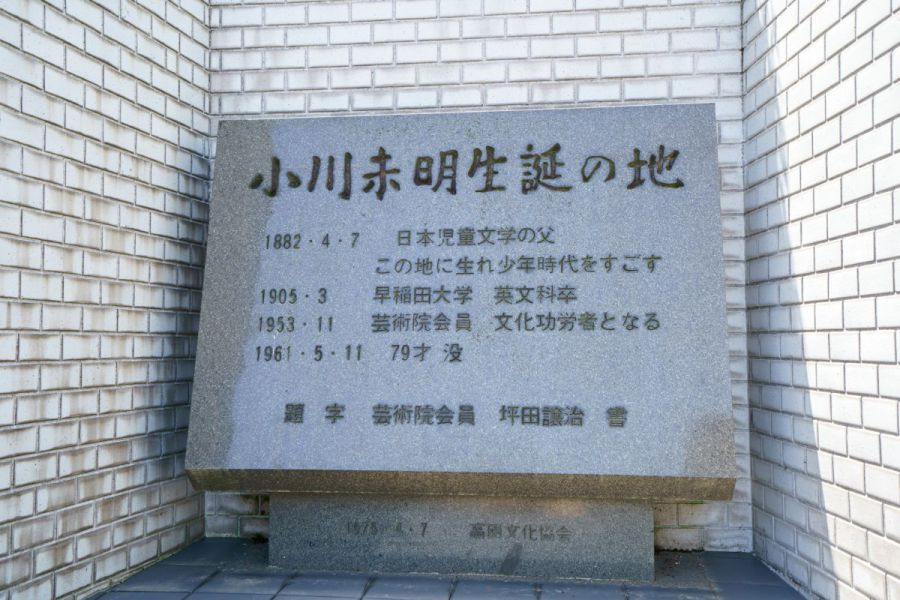 小川未明生誕の地
1882・4・7 日本児童文学の父
この地に生れ少年時代をすごす
1905・3 早稲田大学 英文科卒
1953・11 芸術院会員 文化功労者となる
1961・5・11 79才 没
題字 芸術院会員 坪田譲治 書
1978・4・7 高田文化協会